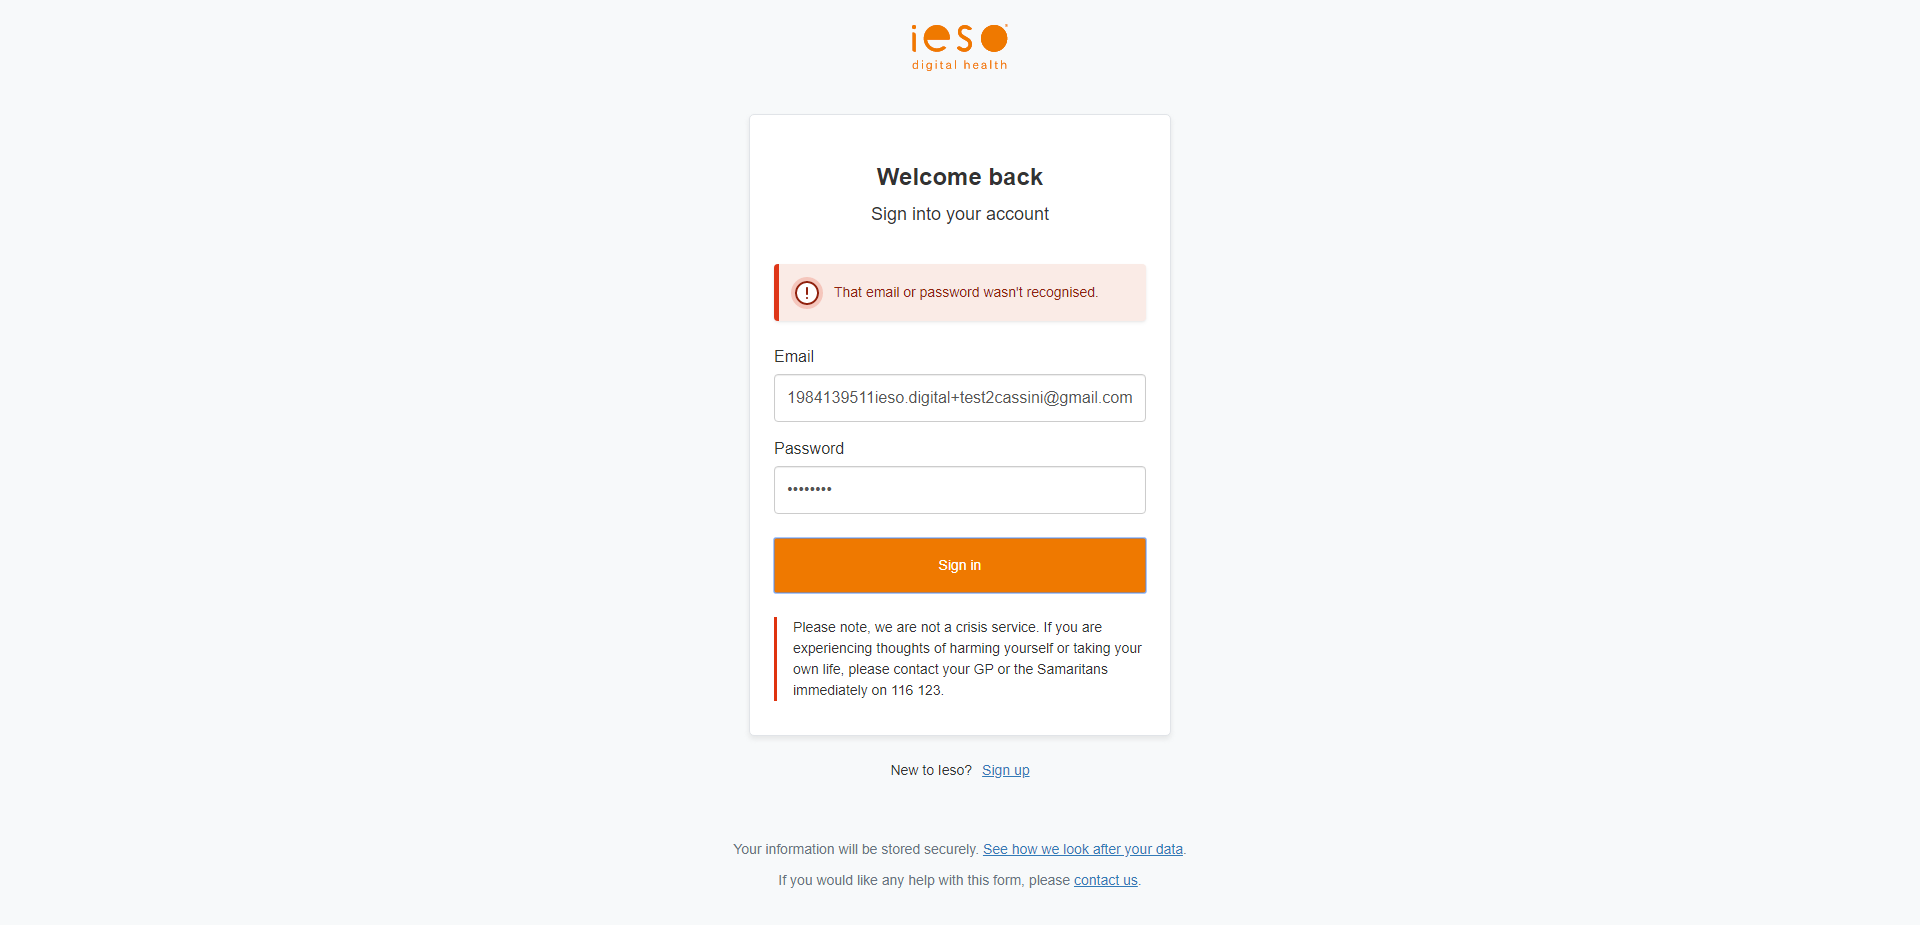 ieso
digital health
Welcome back
Sign into your account
That email or password wasn't recognised.
Email
1984139511ieso.digital+test2cassini@gmail.com
Password
••••••••
Sign in
Please note, we are not a crisis service. If you are
experiencing thoughts of harming yourself or taking your
own life, please contact your GP or the Samaritans
immediately on 116 123.
New to Ieso? Sign up
Your information will be stored securely. See how we look after your data.
If you would like any help with this form, please contact us.